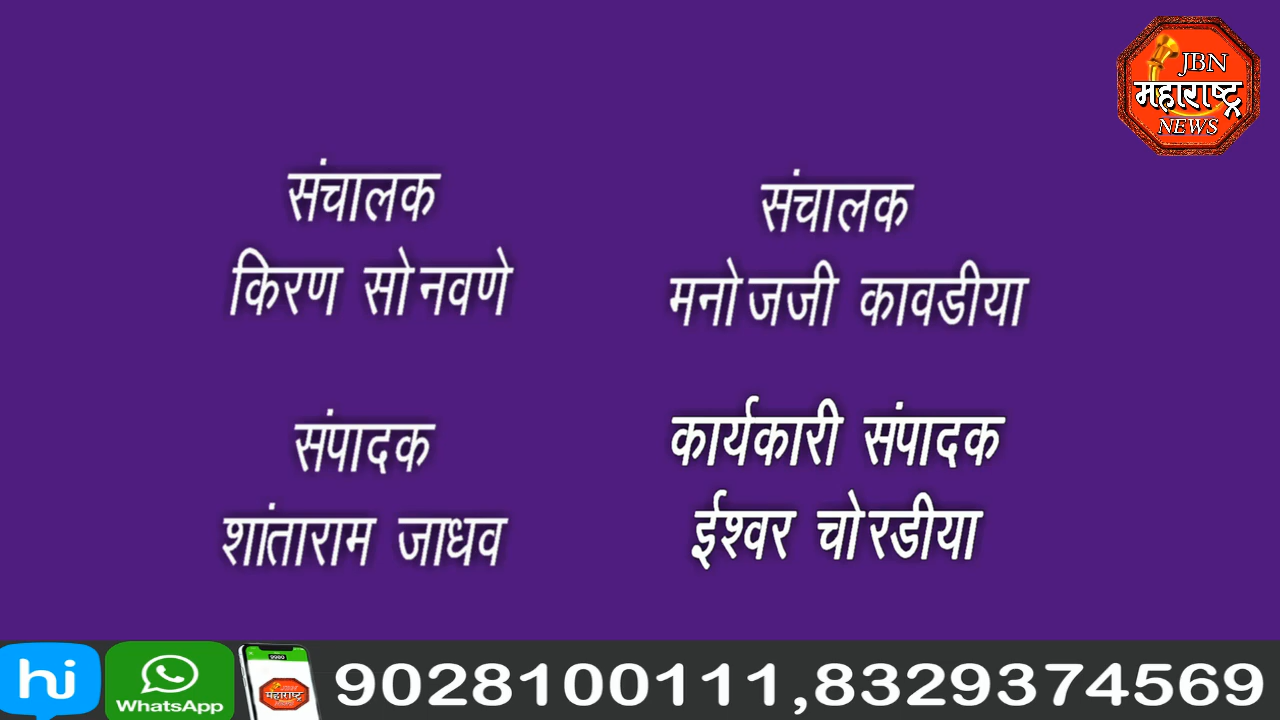 JBN
महाराष्ट्र
NEWS
संचालक
किरण सोनवणे
संचालक
मनोजजी कावडीया
संपादक
शांताराम जाधव
कार्यकारी संपादक
ईश्वर चोरडीया
hi
WhatsApp
महाराष्ट्र
9028100111,8329374569